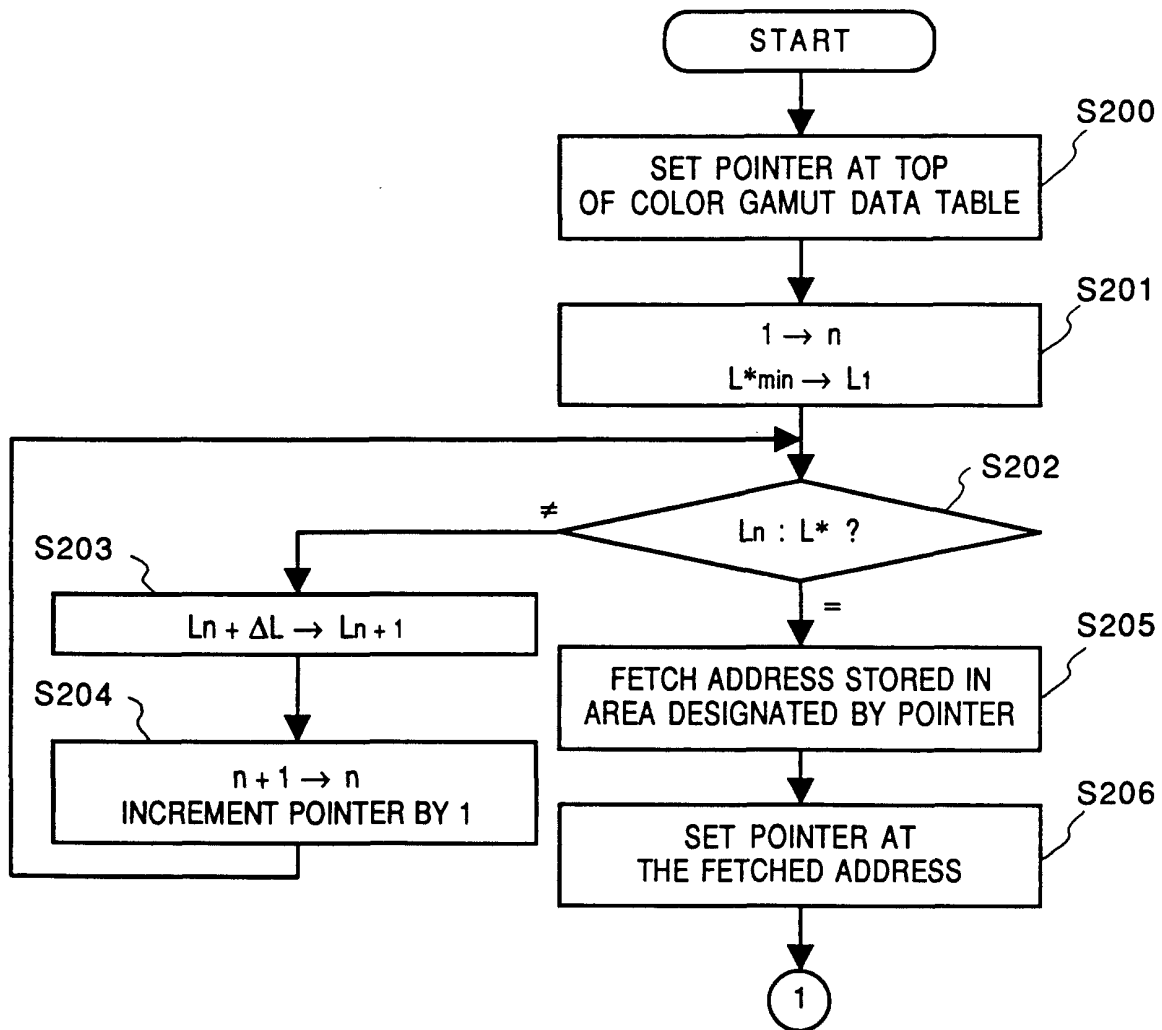 START
S200
SET POINTER AT TOP
OF COLOR GAMUT DATA TABLE
S201
1 → n
L*min → L1
S202
Ln : L* ?
≠
=
S203
Ln + ΔL → Ln + 1
S204
n + 1 → n
INCREMENT POINTER BY 1
S205
FETCH ADDRESS STORED IN
AREA DESIGNATED BY POINTER
S206
SET POINTER AT
THE FETCHED ADDRESS
1